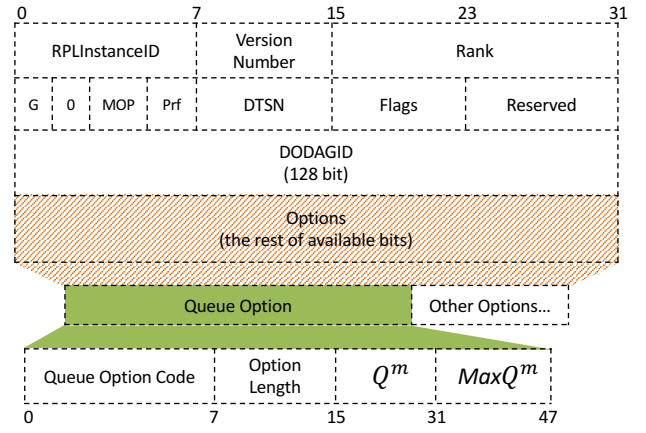 0 7 15 23 31
RPLInstanceID
Version
Number
Rank
G 0 MOP Prf DTSN Flags Reserved
DODAGID
(128 bit)
Options
(the rest of available bits)
Queue Option Other Options...
Queue Option Code
Option
Length
Q^m MaxQ^m
0 7 15 31 47